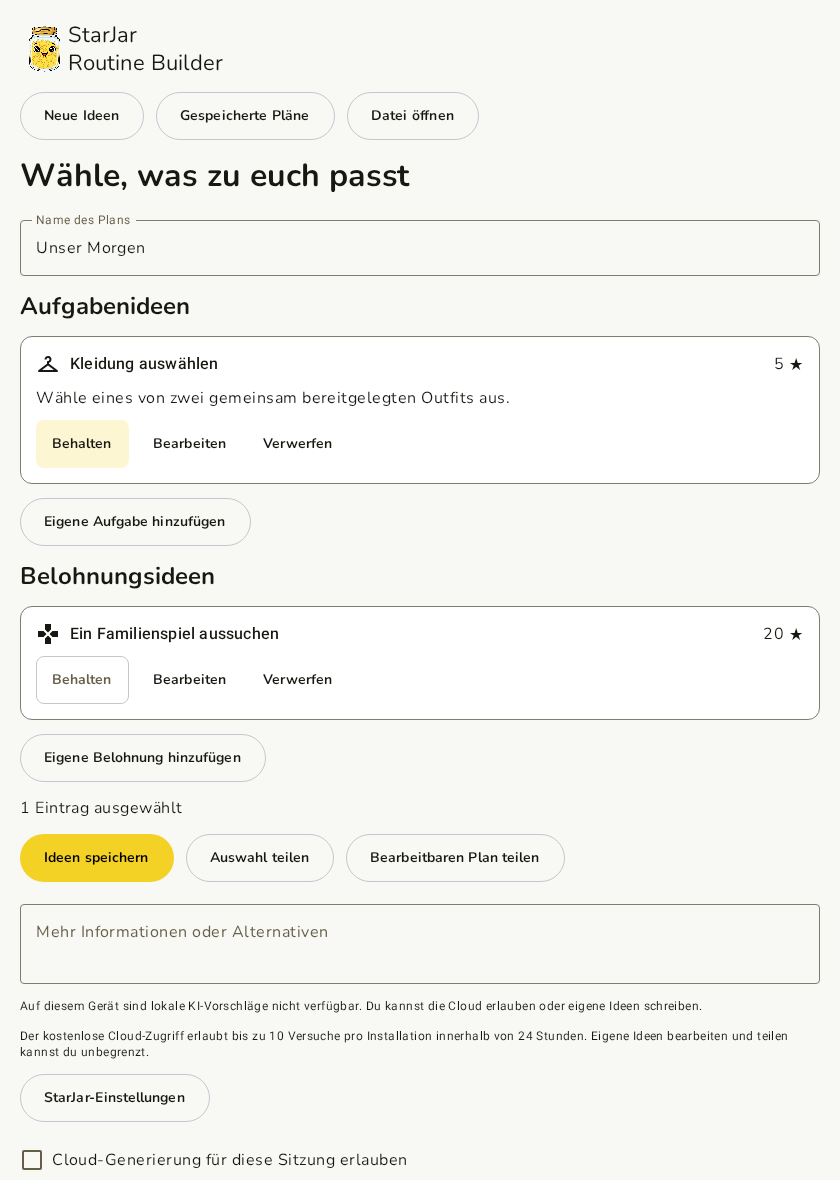 StarJar
Routine Builder
Neue Ideen
Gespeicherte Pläne
Datei öffnen
Wähle, was zu euch passt
Name des Plans
Unser Morgen
Aufgabenideen
Kleidung auswählen
5 ★
Wähle eines von zwei gemeinsam bereitgelegten Outfits aus.
Behalten
Bearbeiten
Verwerfen
Eigene Aufgabe hinzufügen
Belohnungsideen
Ein Familienspiel aussuchen
20 ★
Behalten
Bearbeiten
Verwerfen
Eigene Belohnung hinzufügen
1 Eintrag ausgewählt
Ideen speichern
Auswahl teilen
Bearbeitbaren Plan teilen
Mehr Informationen oder Alternativen
Auf diesem Gerät sind lokale KI-Vorschläge nicht verfügbar. Du kannst die Cloud erlauben oder eigene Ideen schreiben.
Der kostenlose Cloud-Zugriff erlaubt bis zu 10 Versuche pro Installation innerhalb von 24 Stunden. Eigene Ideen bearbeiten und teilen
kannst du unbegrenzt.
StarJar-Einstellungen
Cloud-Generierung für diese Sitzung erlauben